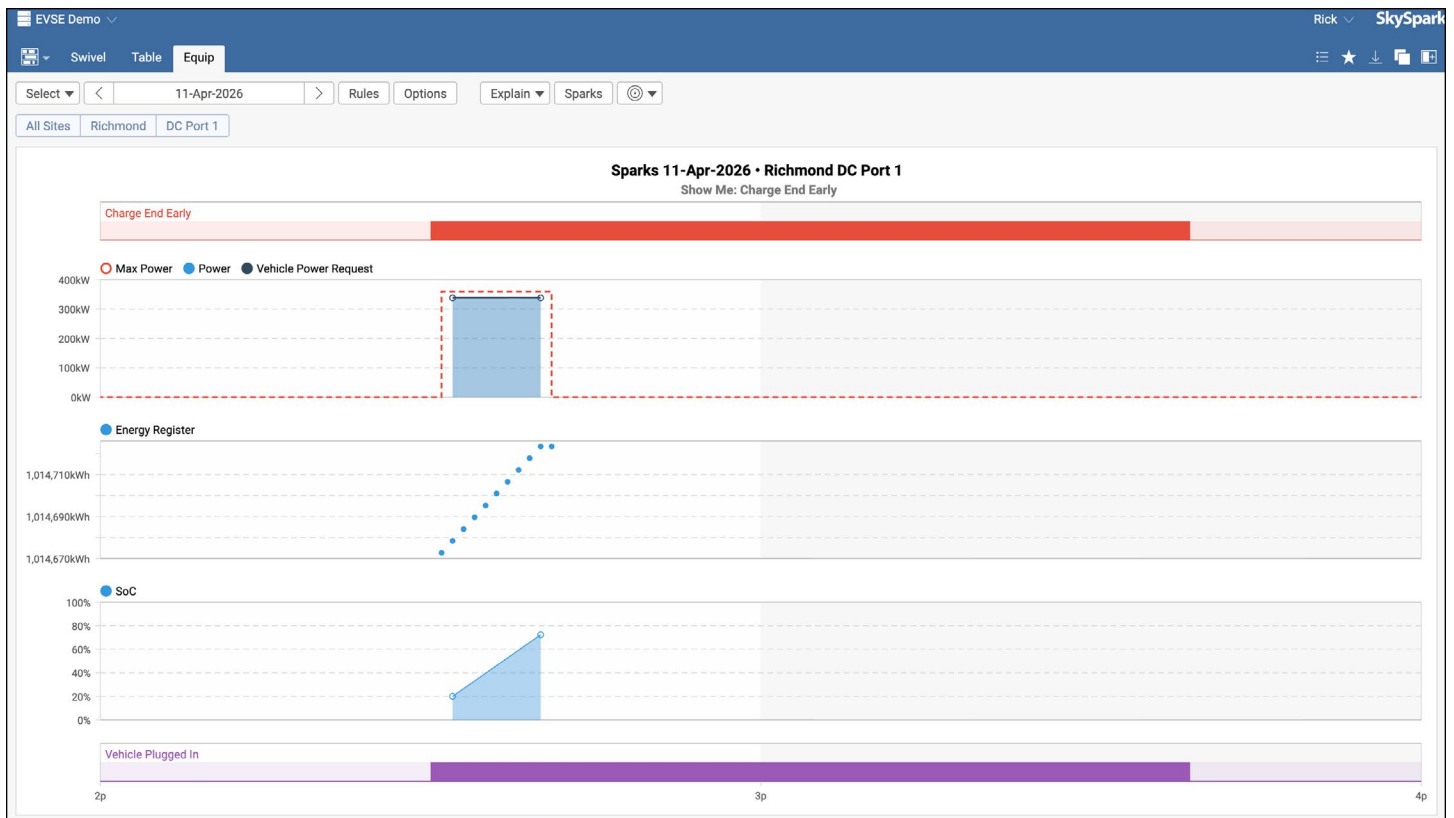 EVSE Demo
Rick
SkySpark
Swivel Table Equip
Select 11-Apr-2026 Rules Options Explain Sparks
All Sites Richmond DC Port 1
Sparks 11-Apr-2026 • Richmond DC Port 1
Show Me: Charge End Early
Charge End Early
Max Power Power Vehicle Power Request
400kW
300kW
200kW
100kW
0kW
Energy Register
1,014,710kWh
1,014,690kWh
1,014,670kWh
SoC
100%
80%
60%
40%
20%
0%
Vehicle Plugged In
2p 3p 4p